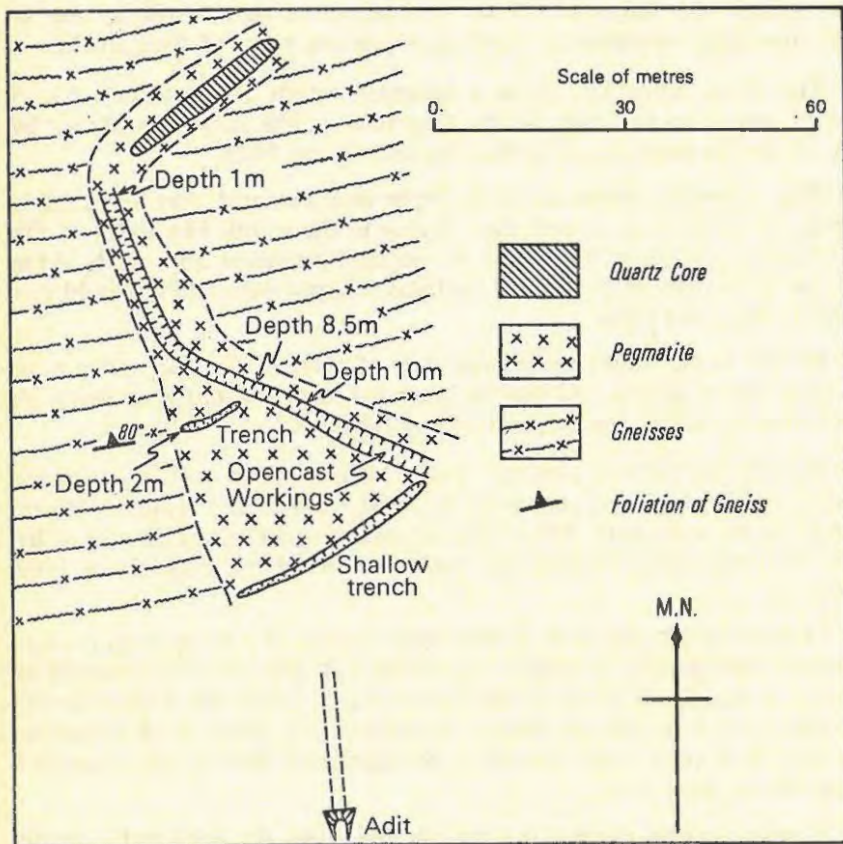 Scale of metres
0. 30 60
Depth 1m
Quartz Core
Depth 8,5m
Pegmatite
Depth 10m
80°
Trench
Gneisses
Depth 2m
Opencast
Workings
Foliation of Gneiss
Shallow
trench
M.N.
Adit